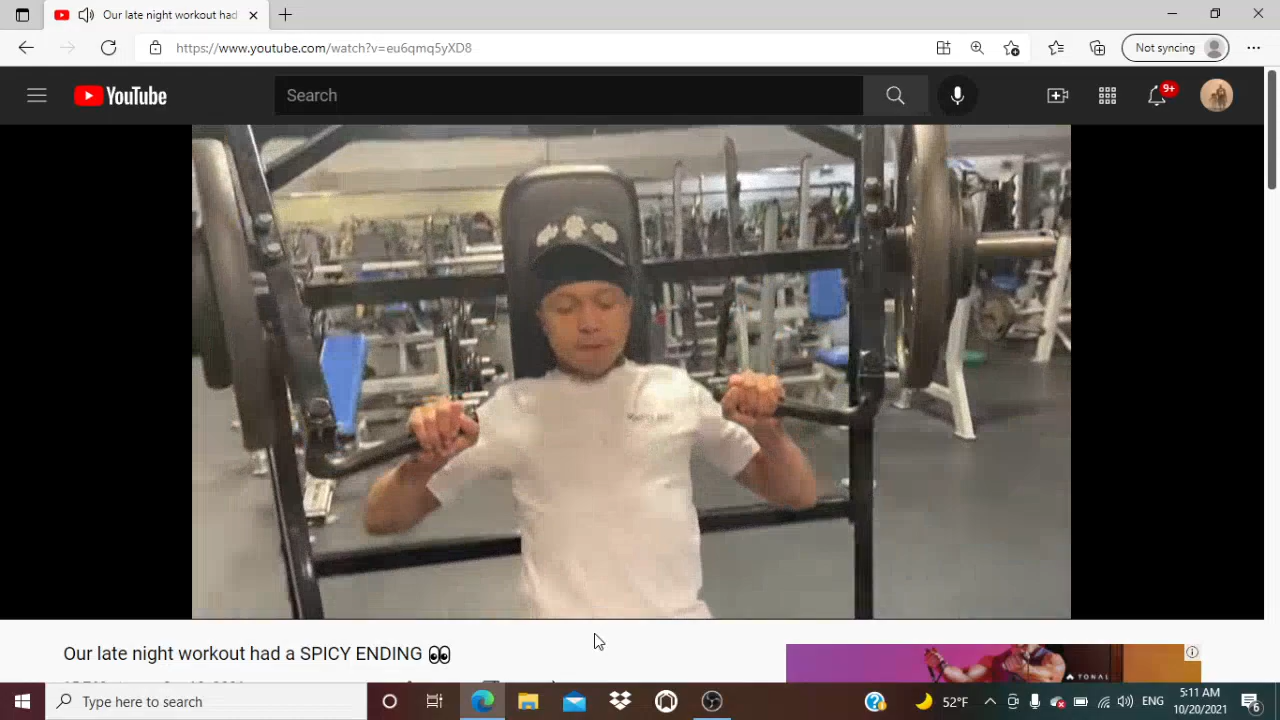 Our late night workout had
https://www.youtube.com/watch?v=eu6qmq5yXD8
Not syncing
YouTube
Search
9+
Our late night workout had a SPICY ENDING 👀
TONAL
Type here to search
52°F
ENG
5:11 AM
10/20/2021
6